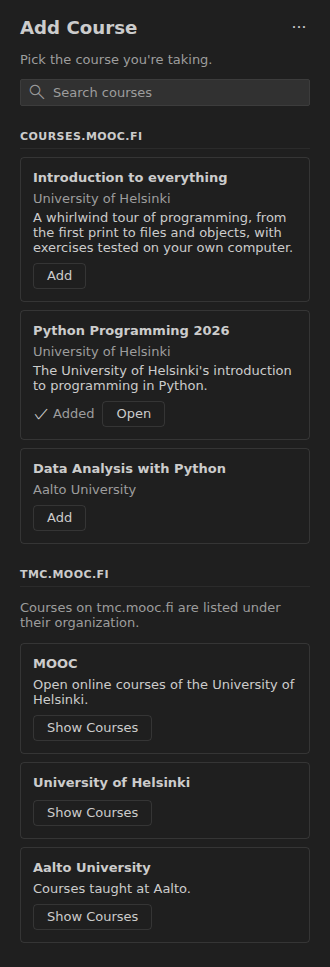 Add Course
Pick the course you're taking.
Search courses
COURSES.MOOC.FI
Introduction to everything
University of Helsinki
A whirlwind tour of programming, from
the first print to files and objects, with
exercises tested on your own computer.
Add
Python Programming 2026
University of Helsinki
The University of Helsinki's introduction
to programming in Python.
Added Open
Data Analysis with Python
Aalto University
Add
TMC.MOOC.FI
Courses on tmc.mooc.fi are listed under
their organization.
MOOC
Open online courses of the University of
Helsinki.
Show Courses
University of Helsinki
Show Courses
Aalto University
Courses taught at Aalto.
Show Courses